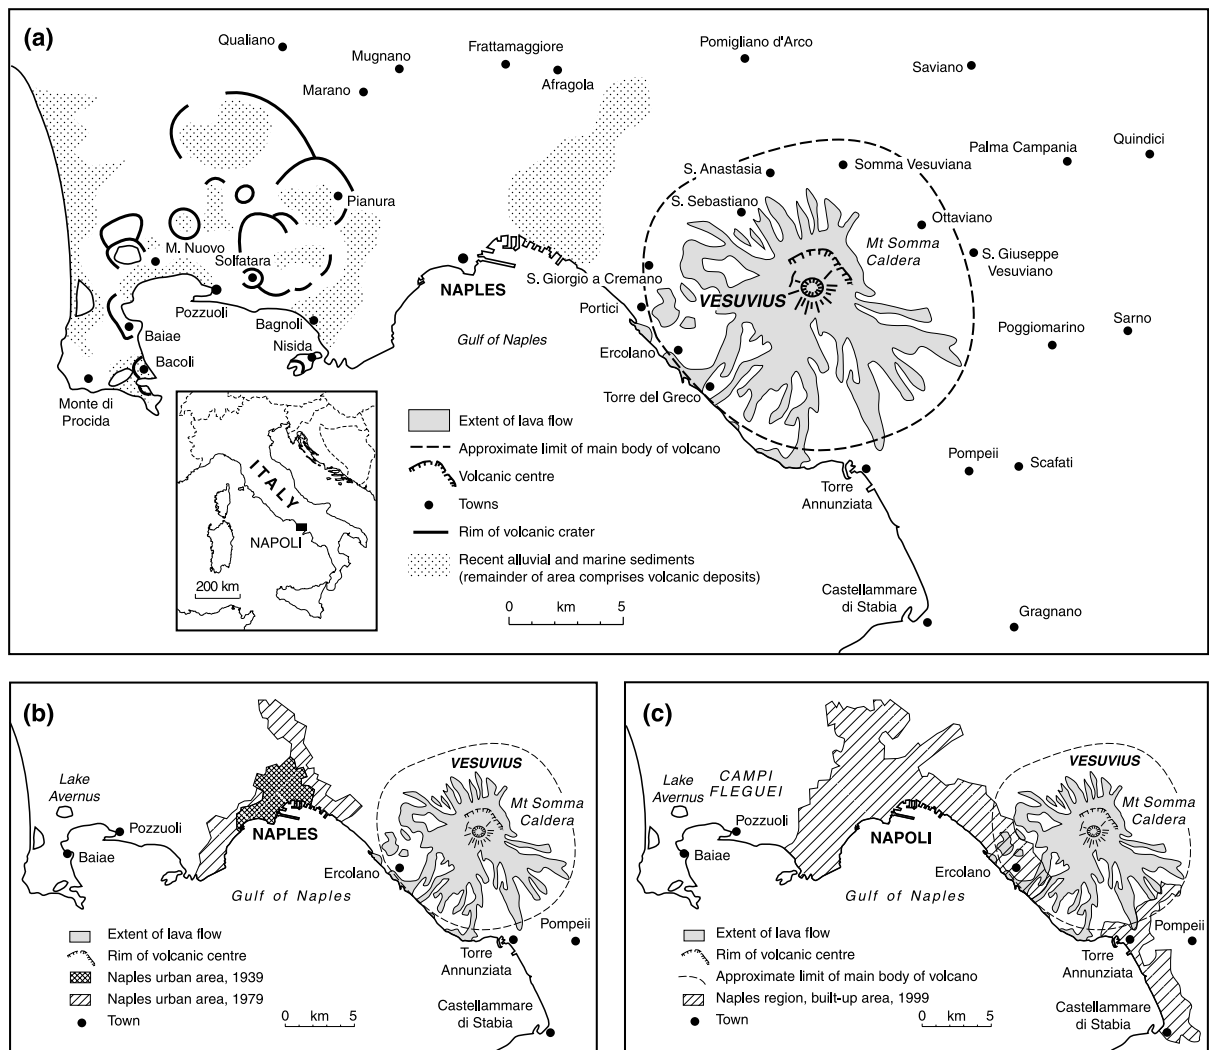 (a)
Qualiano
Mugnano
Marano
Frattamaggiore
Afragola
Pomigliano d'Arco
Saviano
Quindici
Palma Campania
S. Anastasia
Somma Vesuviana
Pianura
S. Sebastiano
Ottaviano
M. Nuovo
Solfatara
Mt Somma
Caldera
S. Giuseppe
Vesuviano
S. Giorgio a Cremano
NAPLES
VESUVIUS
Pozzuoli
Portici
Bagnoli
Poggiomarino
Sarno
Baiae
Nisida
Gulf of Naples
Ercolano
Bacoli
Torre del Greco
Monte di
Procida
Pompeii
Scafati
Torre
Annunziata
Castellammare
di Stabia
Gragnano
ITALY
NAPOLI
200 km
Extent of lava flow
Approximate limit of main body of volcano
Volcanic centre
Towns
Rim of volcanic crater
Recent alluvial and marine sediments
(remainder of area comprises volcanic deposits)
0 km 5
(b)
VESUVIUS
Lake
Avernus
Mt Somma
Caldera
Pozzuoli
NAPLES
Baiae
Ercolano
Gulf of Naples
Pompeii
Torre
Annunziata
Castellammare
di Stabia
Extent of lava flow
Rim of volcanic centre
Naples urban area, 1939
Naples urban area, 1979
Town
0 km 5
(c)
VESUVIUS
Lake
Avernus
CAMPI
FLEGUEI
Mt Somma
Caldera
Pozzuoli
NAPOLI
Baiae
Ercolano
Gulf of Naples
Pompeii
Torre
Annunziata
Castellammare
di Stabia
Extent of lava flow
Rim of volcanic centre
Approximate limit of main body of volcano
Naples region, built-up area, 1999
Town
0 km 5